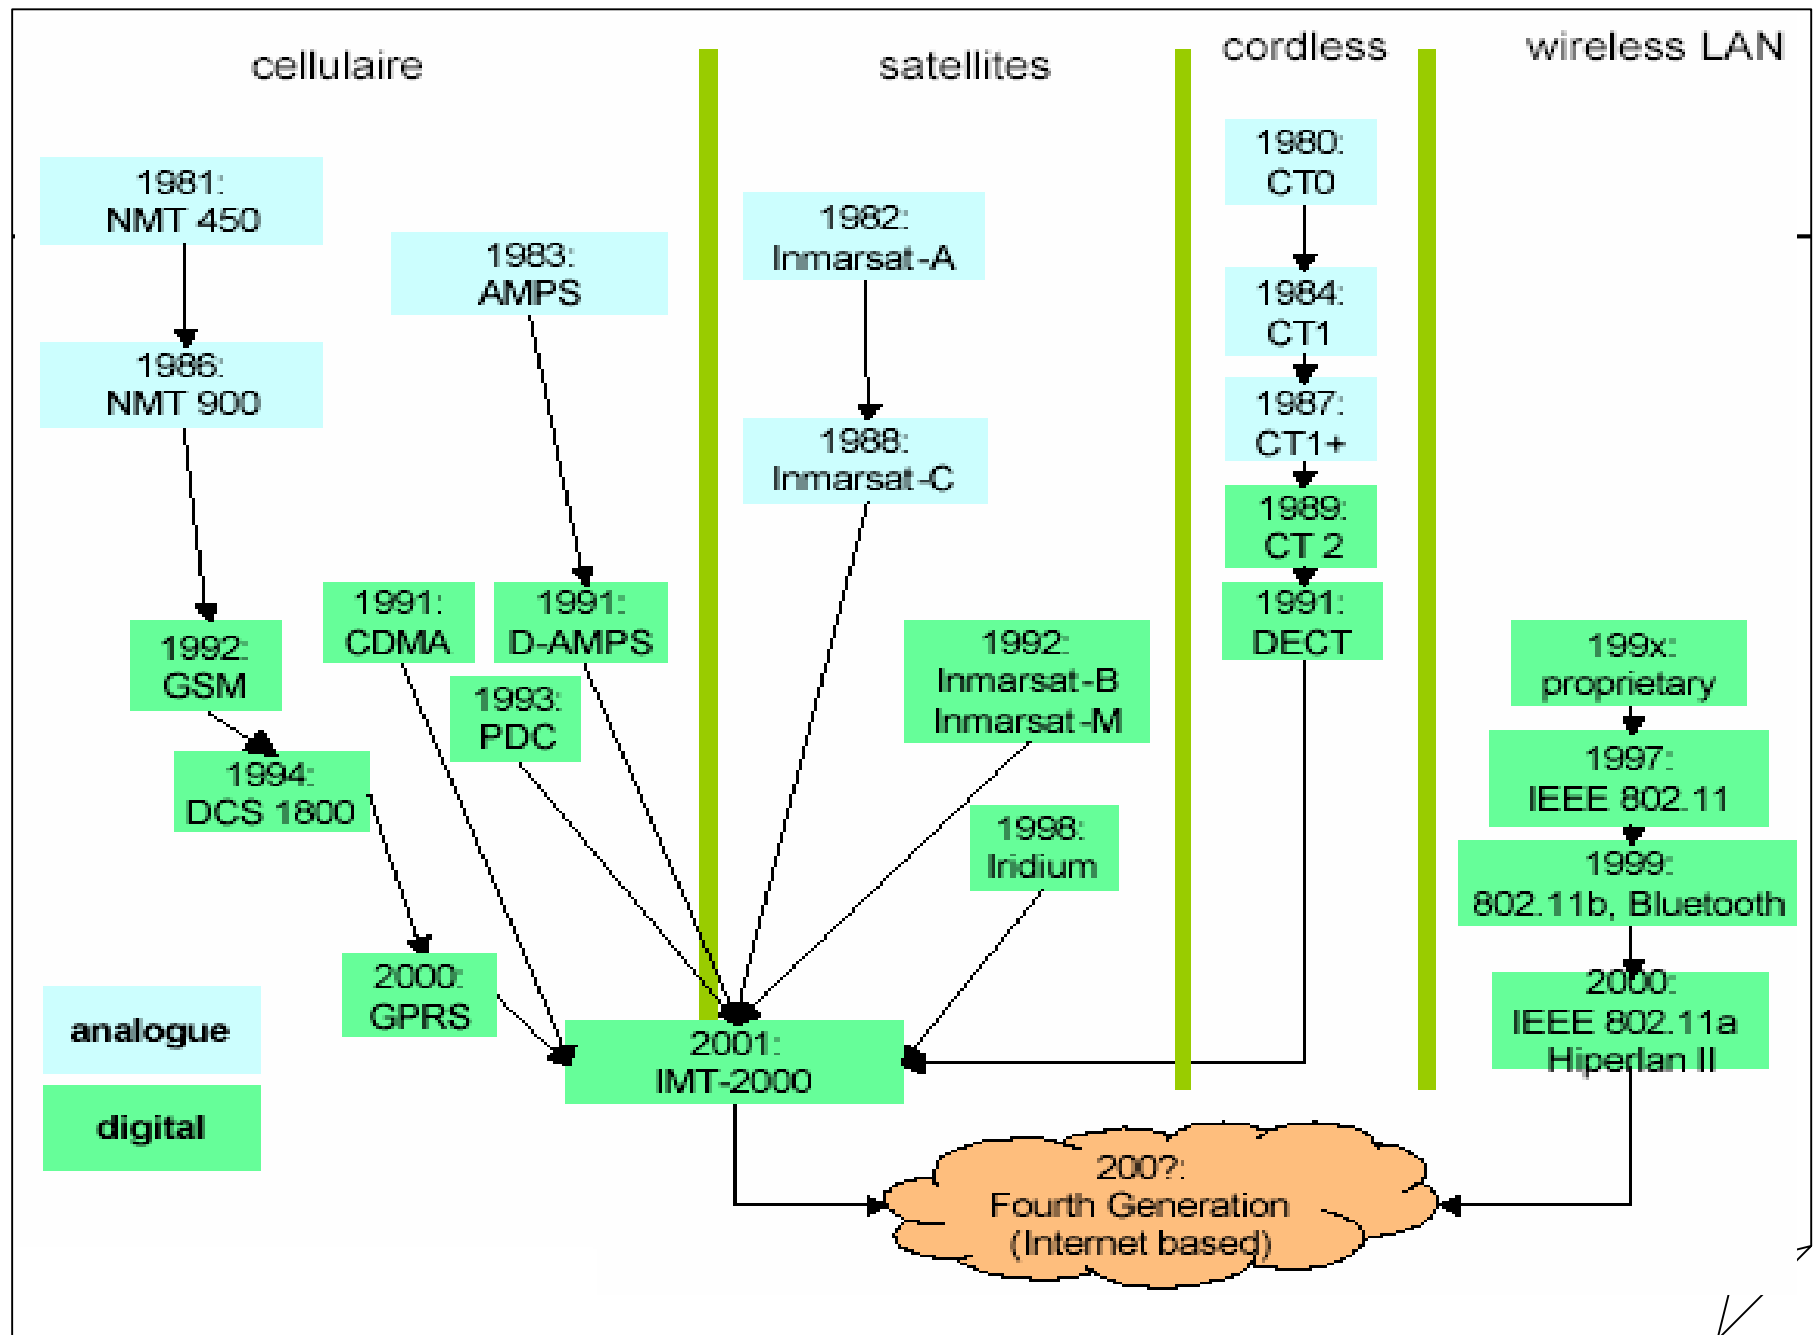 cellulaire
satellites
cordless
wireless LAN
1981:
NMT 450
1986:
NMT 900
1983:
AMPS
1992:
GSM
1994:
DCS 1800
2000:
GPRS
1991:
CDMA
1991:
D-AMPS
1993:
PDC
1982:
Inmarsat-A
1988:
Inmarsat-C
1992:
Inmarsat-B
Inmarsat-M
1998:
Iridium
1980:
CT0
1984:
CT1
1987:
CT1+
1989:
CT 2
1991:
DECT
199x:
proprietary
1997:
IEEE 802.11
1999:
802.11b, Bluetooth
2000:
IEEE 802.11a
Hiperlan II
2001:
IMT-2000
200?:
Fourth Generation
(Internet based)
analogue
digital